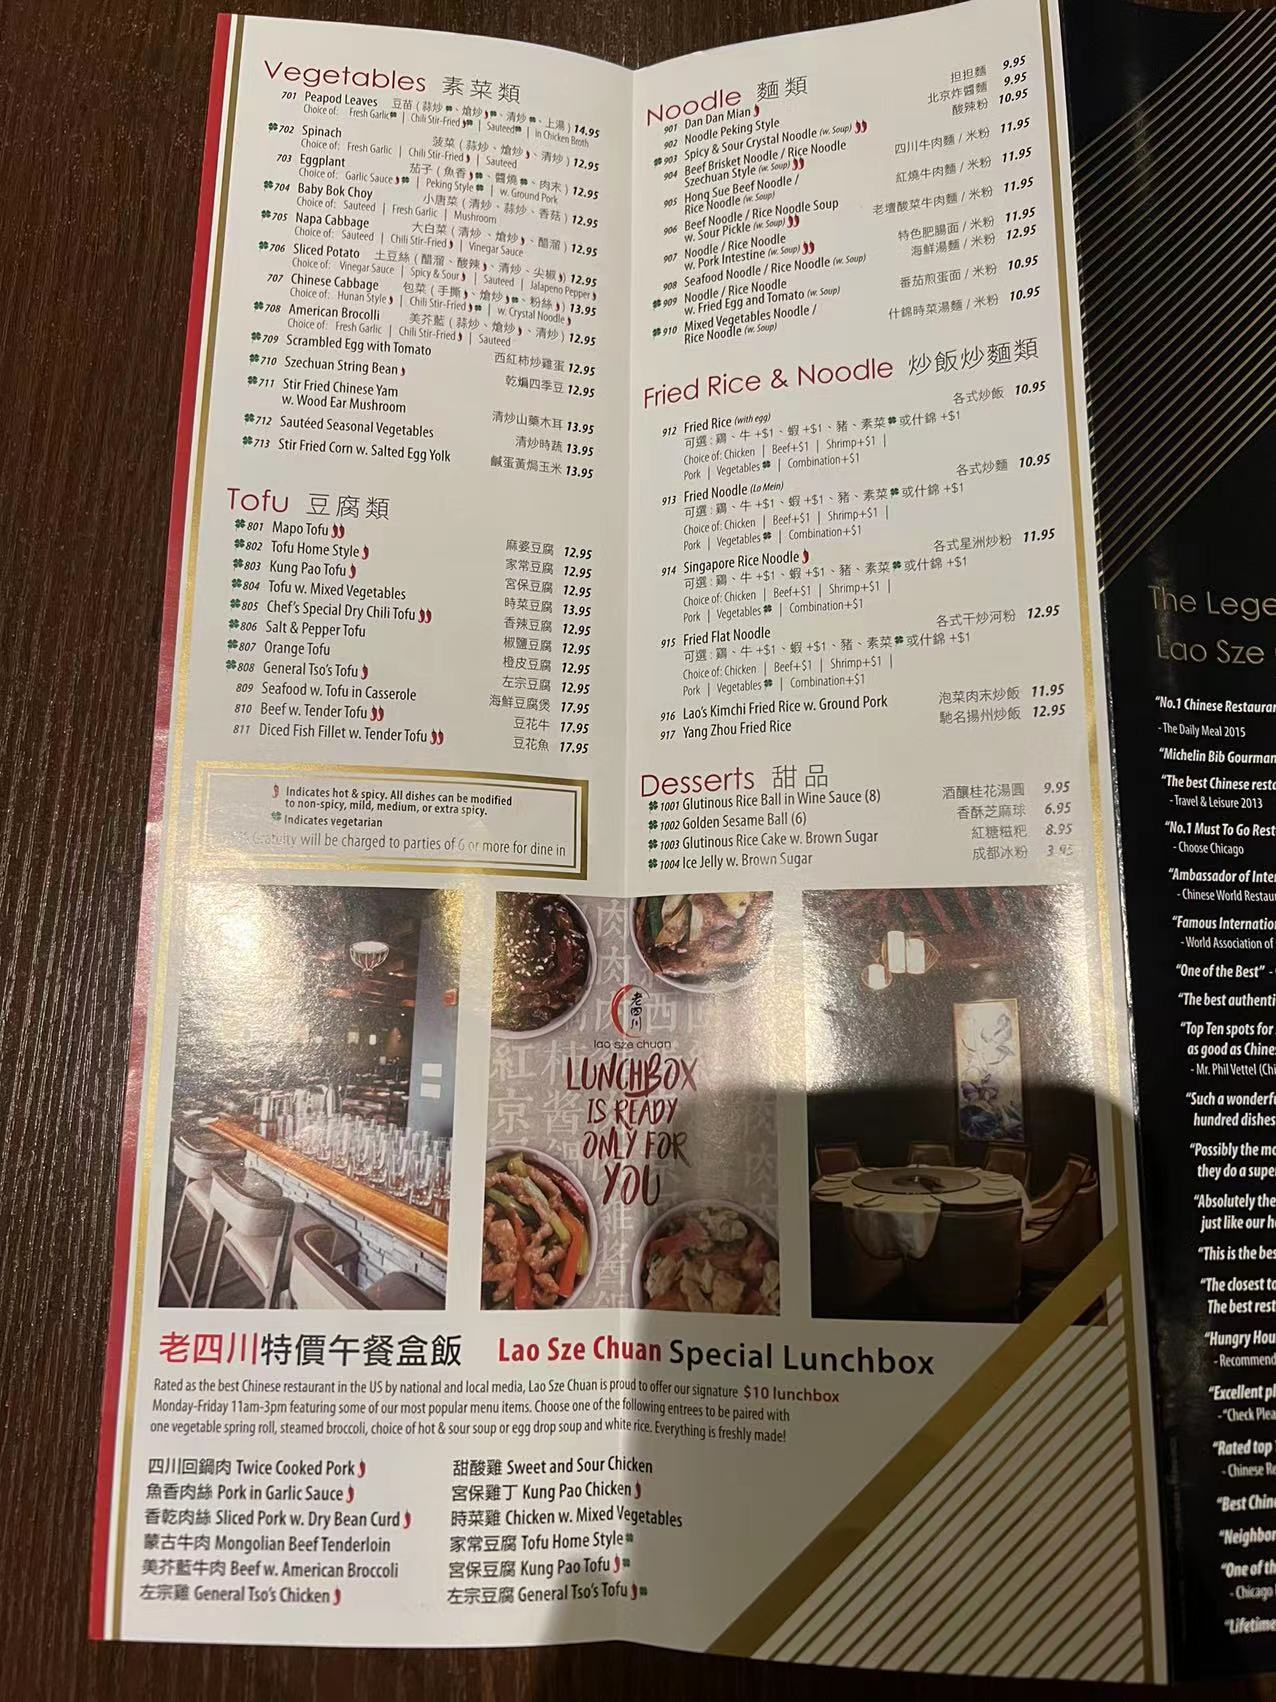 Vegetables 素菜類
701 Peapod Leaves 豆苗 ( 蒜炒、熗炒、清炒、上湯 ) 14.95
Choice of: Fresh Garlic | Chili Stir-Fried | Sauteed | in Chicken Broth
702 Spinach 菠菜 ( 蒜炒、熗炒、清炒 ) 12.95
Choice of: Fresh Garlic | Chili Stir-Fried | Sauteed
703 Eggplant 茄子 ( 魚香、醬燒、肉末 ) 12.95
Choice of: Garlic Sauce | Peking Style | w. Ground Pork
704 Baby Bok Choy 小唐菜 ( 清炒、蒜炒、香菇 ) 12.95
Choice of: Sauteed | Fresh Garlic | Mushroom
705 Napa Cabbage 大白菜 ( 清炒、熗炒、醋溜 ) 12.95
Choice of: Sauteed | Chili Stir-Fried | Vinegar Sauce
706 Sliced Potato 土豆絲 ( 醋溜、酸辣、清炒、尖椒 ) 12.95
Choice of: Vinegar Sauce | Spicy & Sour | Sauteed | Jalapeno Pepper
707 Chinese Cabbage 包菜 ( 手撕、熗炒、粉絲 ) 13.95
Choice of: Hunan Style | Chili Stir-Fried | w. Crystal Noodle
708 American Brocolli 美芥藍 ( 蒜炒、熗炒、清炒 ) 12.95
Choice of: Fresh Garlic | Chili Stir-Fried | Sauteed
709 Scrambled Egg with Tomato 西紅柿炒雞蛋 12.95
710 Szechuan String Bean 乾煸四季豆 12.95
711 Stir Fried Chinese Yam
w. Wood Ear Mushroom 清炒山藥木耳 13.95
712 Sautéed Seasonal Vegetables 清炒時蔬 13.95
713 Stir Fried Corn w. Salted Egg Yolk 鹹蛋黃焗玉米 13.95
Tofu 豆腐類
801 Mapo Tofu 麻婆豆腐 12.95
802 Tofu Home Style 家常豆腐 12.95
803 Kung Pao Tofu 宮保豆腐 12.95
804 Tofu w. Mixed Vegetables 時菜豆腐 13.95
805 Chef's Special Dry Chili Tofu 香辣豆腐 12.95
806 Salt & Pepper Tofu 椒鹽豆腐 12.95
807 Orange Tofu 橙皮豆腐 12.95
808 General Tso's Tofu 左宗豆腐 12.95
809 Seafood w. Tofu in Casserole 海鮮豆腐煲 17.95
810 Beef w. Tender Tofu 豆花牛 17.95
811 Diced Fish Fillet w. Tender Tofu 豆花魚 17.95
Indicates hot & spicy. All dishes can be modified
to non-spicy, mild, medium, or extra spicy.
Indicates vegetarian
Gratuity will be charged to parties of 6 or more for dine in
Noodle 麵類
901 Dan Dan Mian 担担麵 9.95
902 Noodle Peking Style 北京炸醬麵 9.95
903 Spicy & Sour Crystal Noodle (w. Soup) 酸辣粉 10.95
904 Beef Brisket Noodle / Rice Noodle
Szechuan Style (w. Soup) 四川牛肉麵 / 米粉 11.95
905 Hong Sue Beef Noodle /
Rice Noodle (w. Soup) 紅燒牛肉麵 / 米粉 11.95
906 Beef Noodle / Rice Noodle Soup
w. Sour Pickle (w. Soup) 老壇酸菜牛肉麵 / 米粉 11.95
907 Noodle / Rice Noodle
w. Pork Intestine (w. Soup) 特色肥腸面 / 米粉 11.95
908 Seafood Noodle / Rice Noodle (w. Soup) 海鮮湯麵 / 米粉 12.95
909 Noodle / Rice Noodle
w. Fried Egg and Tomato (w. Soup) 番茄煎蛋面 / 米粉 10.95
910 Mixed Vegetables Noodle /
Rice Noodle (w. Soup) 什錦時菜湯麵 / 米粉 10.95
Fried Rice & Noodle 炒飯炒麵類
912 Fried Rice (with egg) 各式炒飯 10.95
可選 : 鷄、牛 +$1、蝦 +$1、豬、素菜或什錦 +$1
Choice of: Chicken | Beef+$1 | Shrimp+$1 |
Pork | Vegetables | Combination+$1
913 Fried Noodle (Lo Mein) 各式炒麵 10.95
可選 : 鷄、牛 +$1、蝦 +$1、豬、素菜或什錦 +$1
Choice of: Chicken | Beef+$1 | Shrimp+$1 |
Pork | Vegetables | Combination+$1
914 Singapore Rice Noodle 各式星洲炒粉 11.95
可選 : 鷄、牛 +$1、蝦 +$1、豬、素菜或什錦 +$1
Choice of: Chicken | Beef+$1 | Shrimp+$1 |
Pork | Vegetables | Combination+$1
915 Fried Flat Noodle 各式干炒河粉 12.95
可選 : 鷄、牛 +$1、蝦 +$1、豬、素菜或什錦 +$1
Choice of: Chicken | Beef+$1 | Shrimp+$1 |
Pork | Vegetables | Combination+$1
916 Lao's Kimchi Fried Rice w. Ground Pork 泡菜肉末炒飯 11.95
917 Yang Zhou Fried Rice 馳名揚州炒飯 12.95
Desserts 甜品
1001 Glutinous Rice Ball in Wine Sauce (8) 酒釀桂花湯圓 9.95
1002 Golden Sesame Ball (6) 香酥芝麻球 6.95
1003 Glutinous Rice Cake w. Brown Sugar 紅糖糍粑 8.95
1004 Ice Jelly w. Brown Sugar 成都冰粉 3.95
老四川
lao sze chuan
LUNCHBOX
IS READY
ONLY FOR
YOU
老四川特價午餐盒飯 Lao Sze Chuan Special Lunchbox
Rated as the best Chinese restaurant in the US by national and local media, Lao Sze Chuan is proud to offer our signature $10 lunchbox
Monday-Friday 11am-3pm featuring some of our most popular menu items. Choose one of the following entrees to be paired with
one vegetable spring roll, steamed broccoli, choice of hot & sour soup or egg drop soup and white rice. Everything is freshly made!
四川回鍋肉 Twice Cooked Pork
魚香肉絲 Pork in Garlic Sauce
香乾肉絲 Sliced Pork w. Dry Bean Curd
蒙古牛肉 Mongolian Beef Tenderloin
美芥藍牛肉 Beef w. American Broccoli
左宗雞 General Tso's Chicken
甜酸雞 Sweet and Sour Chicken
宮保雞丁 Kung Pao Chicken
時菜雞 Chicken w. Mixed Vegetables
家常豆腐 Tofu Home Style
宮保豆腐 Kung Pao Tofu
左宗豆腐 General Tso's Tofu
The Lege
Lao Sze
"No.1 Chinese Restauran
- The Daily Meal 2015
"Michelin Bib Gourman
"The best Chinese resta
- Travel & Leisure 2013
"No.1 Must To Go Rest
- Choose Chicago
"Ambassador of Inter
- Chinese World Restau
"Famous Internatio
- World Association of
"One of the Best" -
"The best authenti
"Top Ten spots for
as good as Chine
- Mr. Phil Vettel (Chi
"Such a wonderfu
hundred dishes
"Possibly the mo
they do a supe
"Absolutely the
just like our h
"This is the bes
"The closest to
The best rest
"Hungry Hou
- Recommend
"Excellent pl
- "Check Plea
"Rated top
- Chinese Re
"Best Chin
"Neighbor
"One of th
- Chicago
"Lifetime